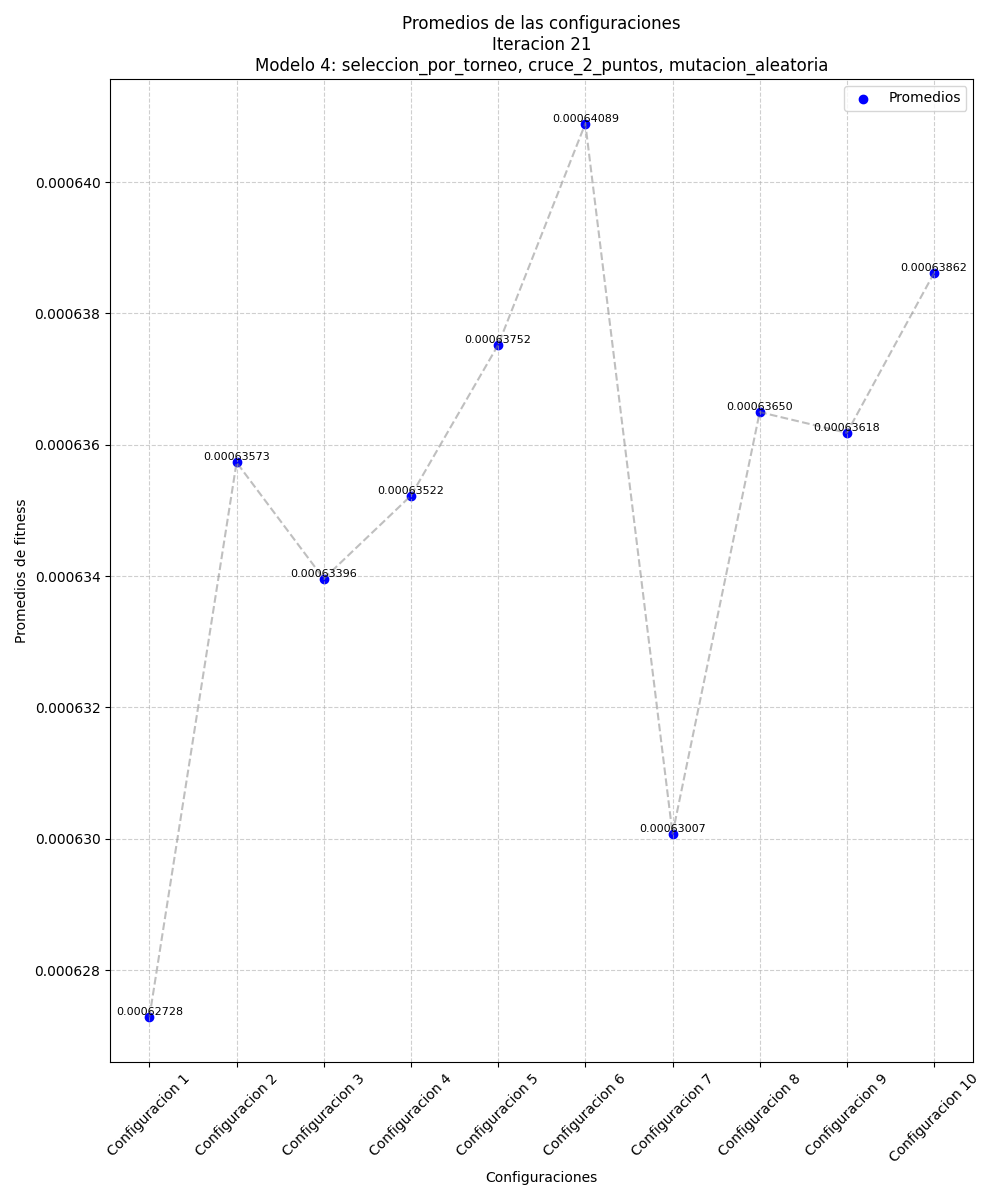 Promedios de las configuraciones
Iteracion 21
Modelo 4: seleccion_por_torneo, cruce_2_puntos, mutacion_aleatoria
Promedios
0.00064089
0.000640
0.00063862
0.000638
0.00063752
0.00063650
0.00063618
0.000636
0.00063573
0.00063522
0.00063396
0.000634
Promedios de fitness
0.000632
0.00063007
0.000630
0.000628
0.00062728
Configuracion 1
Configuracion 2
Configuracion 3
Configuracion 4
Configuracion 5
Configuracion 6
Configuracion 7
Configuracion 8
Configuracion 9
Configuracion 10
Configuraciones